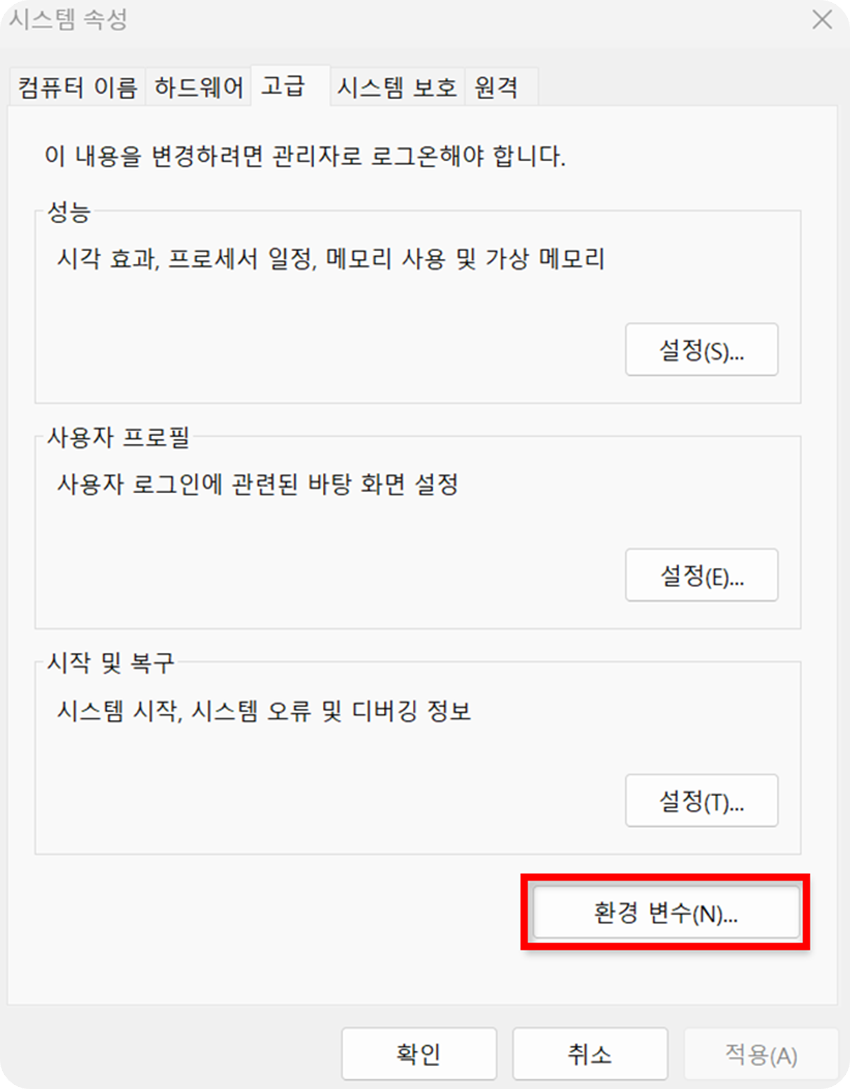 시스템 속성
컴퓨터 이름 하드웨어 고급 시스템 보호 원격
이 내용을 변경하려면 관리자로 로그온해야 합니다.
성능
시각 효과, 프로세서 일정, 메모리 사용 및 가상 메모리
설정(S)...
사용자 프로필
사용자 로그인에 관련된 바탕 화면 설정
설정(E)...
시작 및 복구
시스템 시작, 시스템 오류 및 디버깅 정보
설정(T)...
환경 변수(N)...
확인 취소 적용(A)